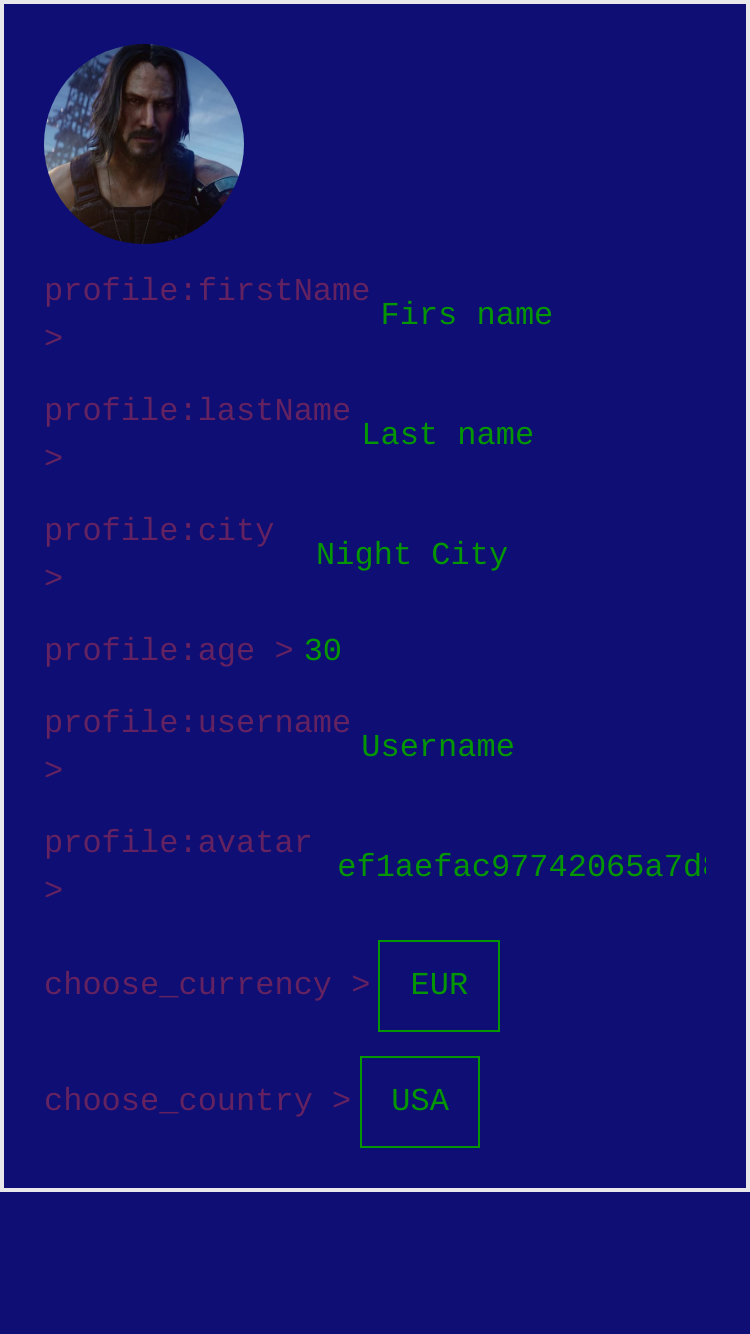 profile:firstName
> Firs name
profile:lastName
> Last name
profile:city
> Night City
profile:age > 30
profile:username
> Username
profile:avatar
> ef1aefac97742065a7d
choose_currency > EUR
choose_country > USA